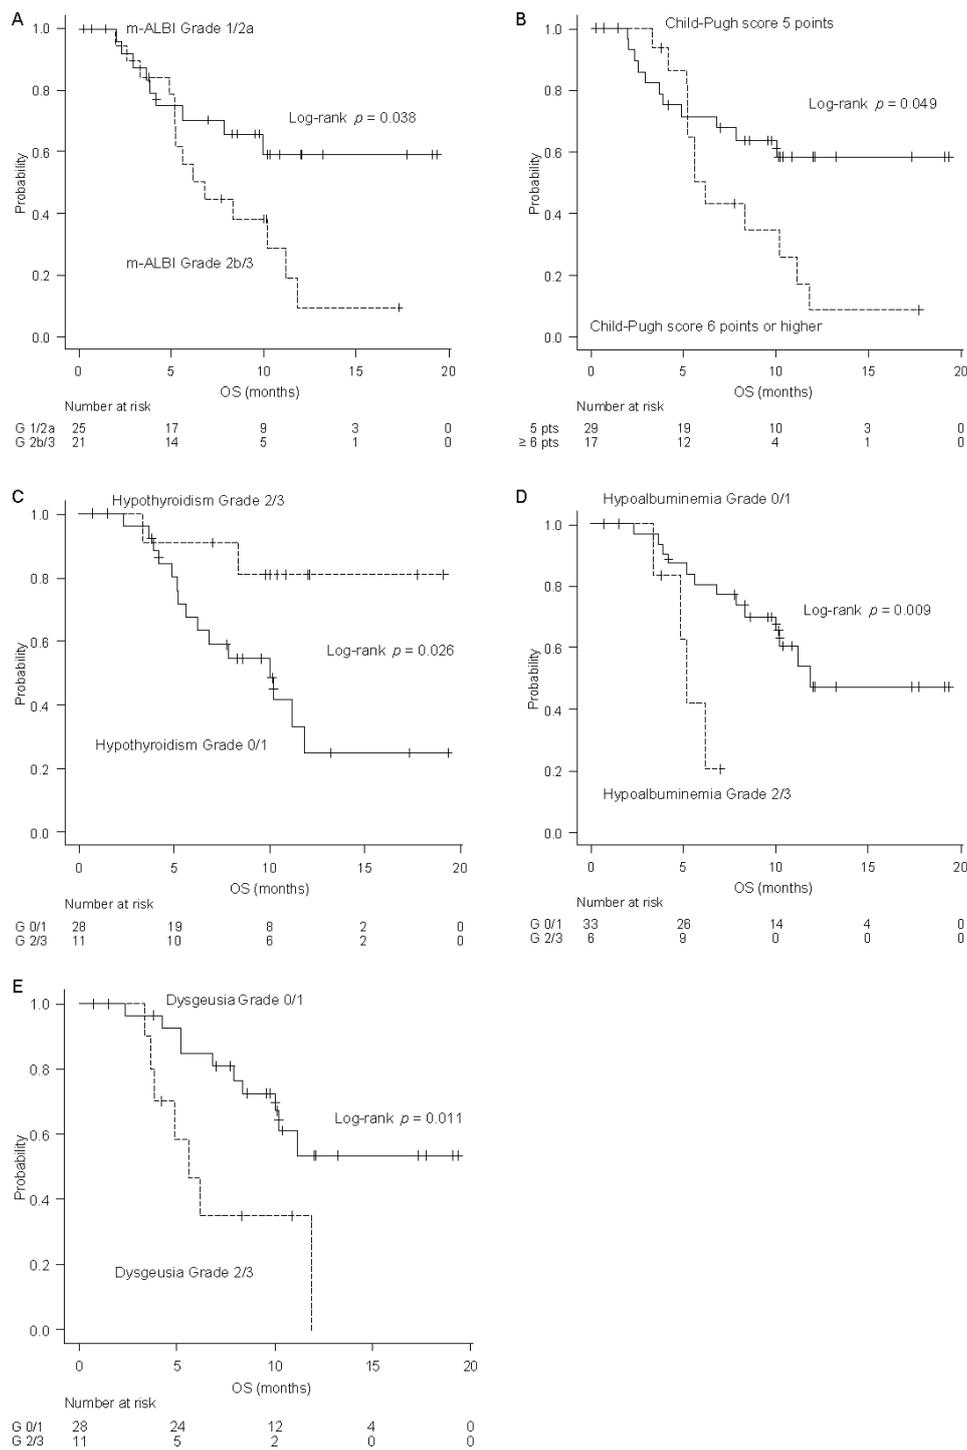 A
1.0
0.8
0.6
0.4
0.2
0.0
Probability
m-ALBI Grade 1/2a
Log-rank p = 0.038
m-ALBI Grade 2b/3
0 5 10 15 20
OS (months)
Number at risk
G 1/2a 25 17 9 3 0
G 2b/3 21 14 5 1 0
B
1.0
0.8
0.6
0.4
0.2
0.0
Probability
Child-Pugh score 5 points
Log-rank p = 0.049
Child-Pugh score 6 points or higher
0 5 10 15 20
OS (months)
Number at risk
5 pts 29 19 10 3 0
≥ 6 pts 17 12 4 1 0
C
1.0
0.8
0.6
0.4
0.2
0.0
Probability
Hypothyroidism Grade 2/3
Log-rank p = 0.026
Hypothyroidism Grade 0/1
0 5 10 15 20
OS (months)
Number at risk
G 0/1 28 19 8 2 0
G 2/3 11 10 6 2 0
D
1.0
0.8
0.6
0.4
0.2
0.0
Probability
Hypoalbuminemia Grade 0/1
Log-rank p = 0.009
Hypoalbuminemia Grade 2/3
0 5 10 15 20
OS (months)
Number at risk
G 0/1 33 26 14 4 0
G 2/3 6 9 0 0 0
E
1.0
0.8
0.6
0.4
0.2
0.0
Probability
Dysgeusia Grade 0/1
Log-rank p = 0.011
Dysgeusia Grade 2/3
0 5 10 15 20
OS (months)
Number at risk
G 0/1 28 24 12 4 0
G 2/3 11 5 2 0 0